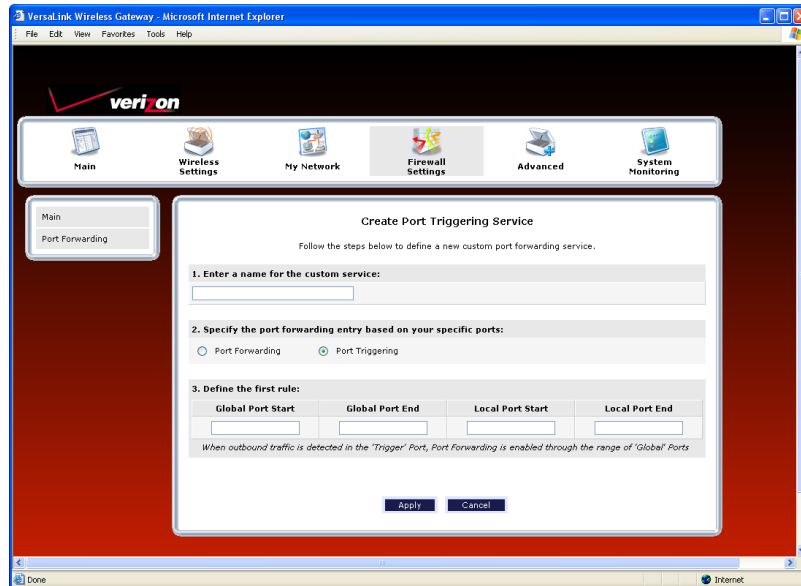 VersaLink Wireless Gateway - Microsoft Internet Explorer
File Edit View Favorites Tools Help
verizon
Main
Wireless Settings
My Network
Firewall Settings
Advanced
System Monitoring
Main
Port Forwarding
Create Port Triggering Service
Follow the steps below to define a new custom port forwarding service.
1. Enter a name for the custom service:
2. Specify the port forwarding entry based on your specific ports:
Port Forwarding Port Triggering
3. Define the first rule:
Global Port Start Global Port End Local Port Start Local Port End
When outbound traffic is detected in the 'Trigger' Port, Port Forwarding is enabled through the range of 'Global' Ports
Apply Cancel
Done Internet